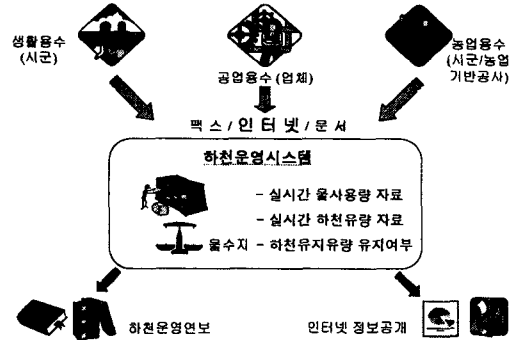 생활용수
(시군)
공업용수 (업체)
농업용수
(시군/농업
기반공사)
팩스/인터넷/문서
하천운영시스템
- 실시간 물사용량 자료
- 실시간 하천유량 자료
물수지 - 하천유지유량 유지여부
하천운영연보
인터넷 정보공개